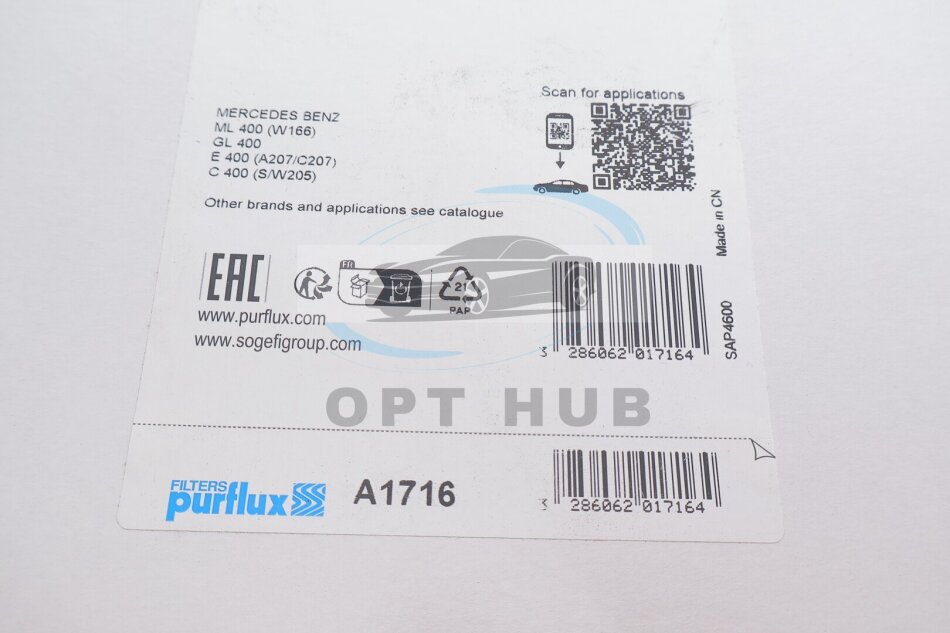 Scan for applications
MERCEDES BENZ
ML 400 (W166)
GL 400
E 400 (A207/C207)
C 400 (S/W205)
Other brands and applications see catalogue
Made in CN
EAC
FR
21
PAP
www.purflux.com
www.sogefigroup.com
3 286062 017164
SAP4600
OPT HUB
FILTERS
purflux
A1716
3 286062 017164